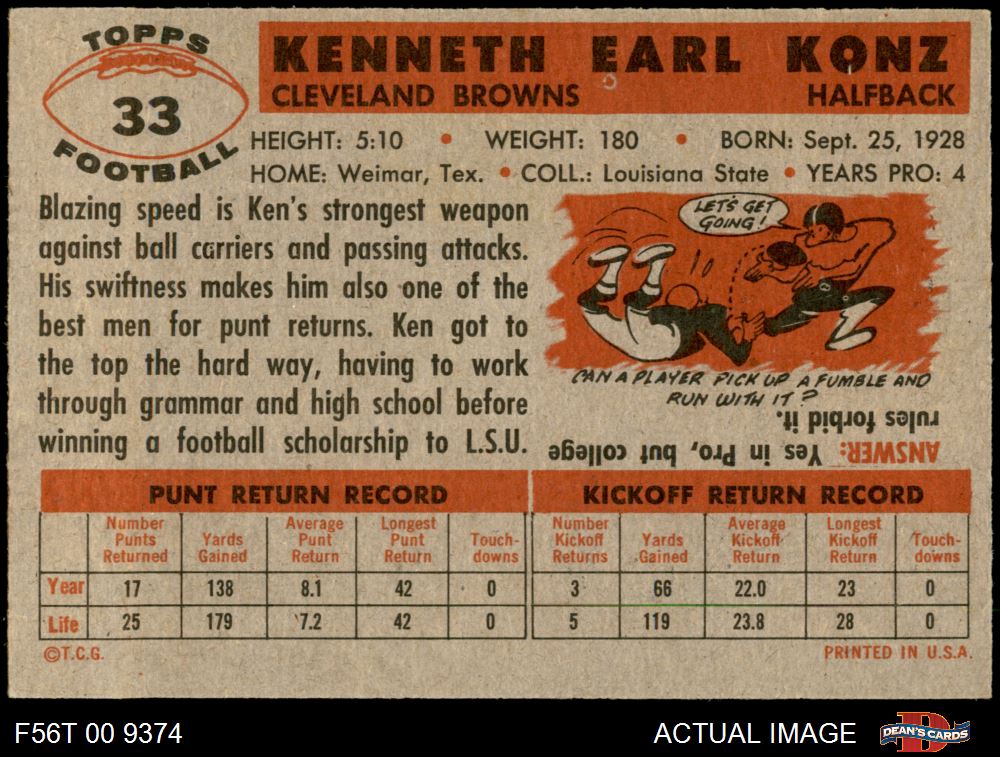 TOPPS
33
FOOTBALL
KENNETH EARL KONZ
CLEVELAND BROWNS HALFBACK
HEIGHT: 5:10 • WEIGHT: 180 • BORN: Sept. 25, 1928
HOME: Weimar, Tex. • COLL.: Louisiana State • YEARS PRO: 4
Blazing speed is Ken's strongest weapon
against ball carriers and passing attacks.
His swiftness makes him also one of the
best men for punt returns. Ken got to
the top the hard way, having to work
through grammar and high school before
winning a football scholarship to L.S.U.
LET'S GET
GOING!
CAN A PLAYER PICK UP A FUMBLE AND
RUN WITH IT?
ANSWER: Yes in Pro, but college
rules forbid it.
PUNT RETURN RECORD
Number Punts Returned Yards Gained Average Punt Return Longest Punt Return Touch-downs
Year 17 138 8.1 42 0
Life 25 179 7.2 42 0
KICKOFF RETURN RECORD
Number Kickoff Returns Yards Gained Average Kickoff Return Longest Kickoff Return Touch-downs
3 66 22.0 23 0
5 119 23.8 28 0
©T.C.G. PRINTED IN U.S.A.
F56T 00 9374 ACTUAL IMAGE DEAN'S CARDS